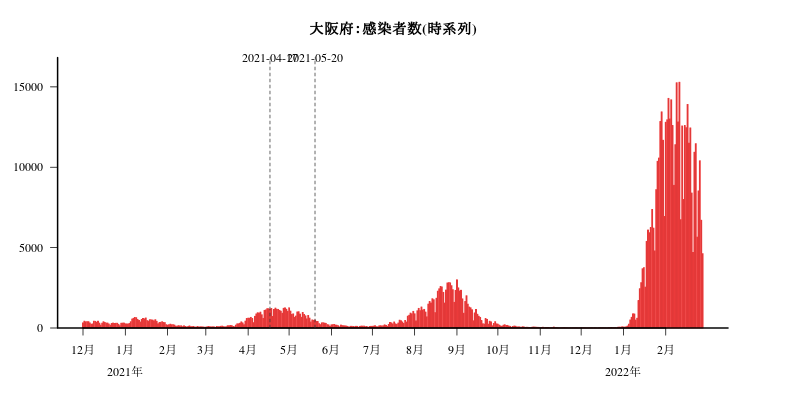 大阪府：感染者数(時系列)
2021-04-17 2021-05-20
15000
10000
5000
0
12月 1月 2月 3月 4月 5月 6月 7月 8月 9月 10月 11月 12月 1月 2月
2021年 2022年